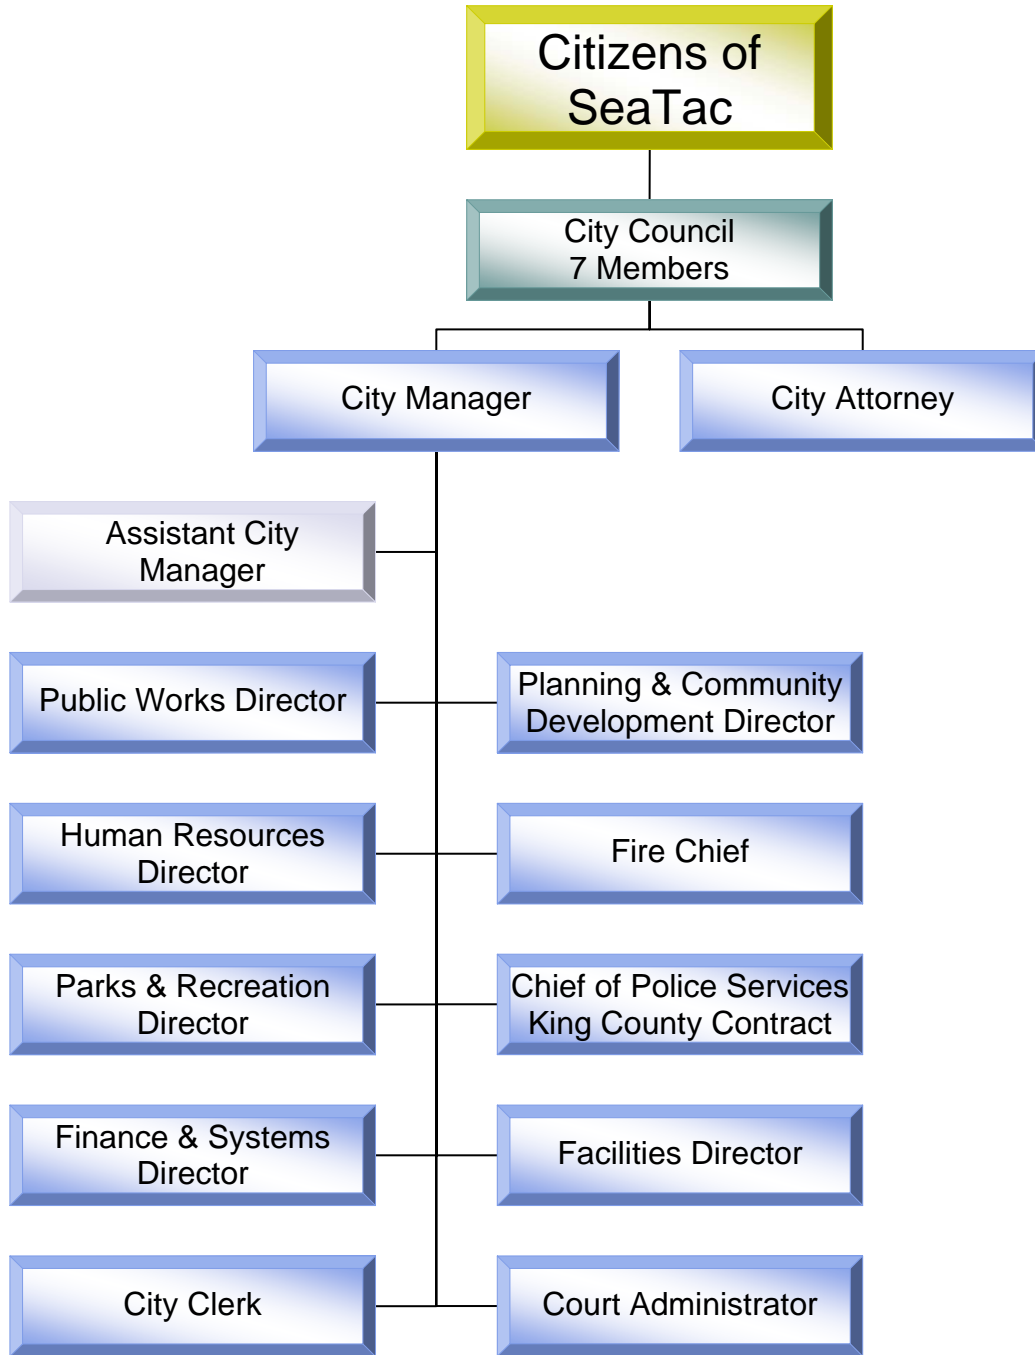 Citizens of
SeaTac
City Council
7 Members
City Manager
City Attorney
Assistant City
Manager
Public Works Director
Planning & Community
Development Director
Human Resources
Director
Fire Chief
Parks & Recreation
Director
Chief of Police Services
King County Contract
Finance & Systems
Director
Facilities Director
City Clerk
Court Administrator